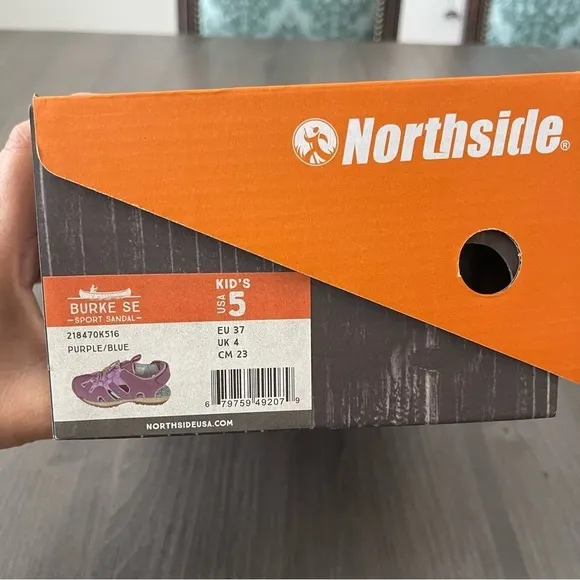 Northside®
BURKE SE
SPORT SANDAL
218470K516
PURPLE/BLUE
KID'S
USA 5
EU 37
UK 4
CM 23
6 79759 49207 9
NORTHSIDEUSA.COM